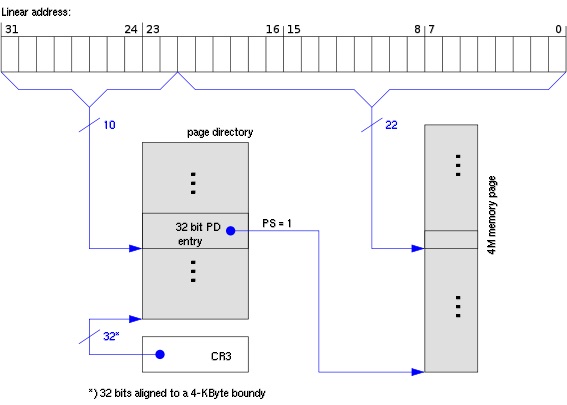 Linear address:
31 24 23 16 15 8 7 0
10
22
page directory
32 bit PD
entry
PS = 1
4M memory page
32*
CR3
*) 32 bits aligned to a 4-KByte boundy